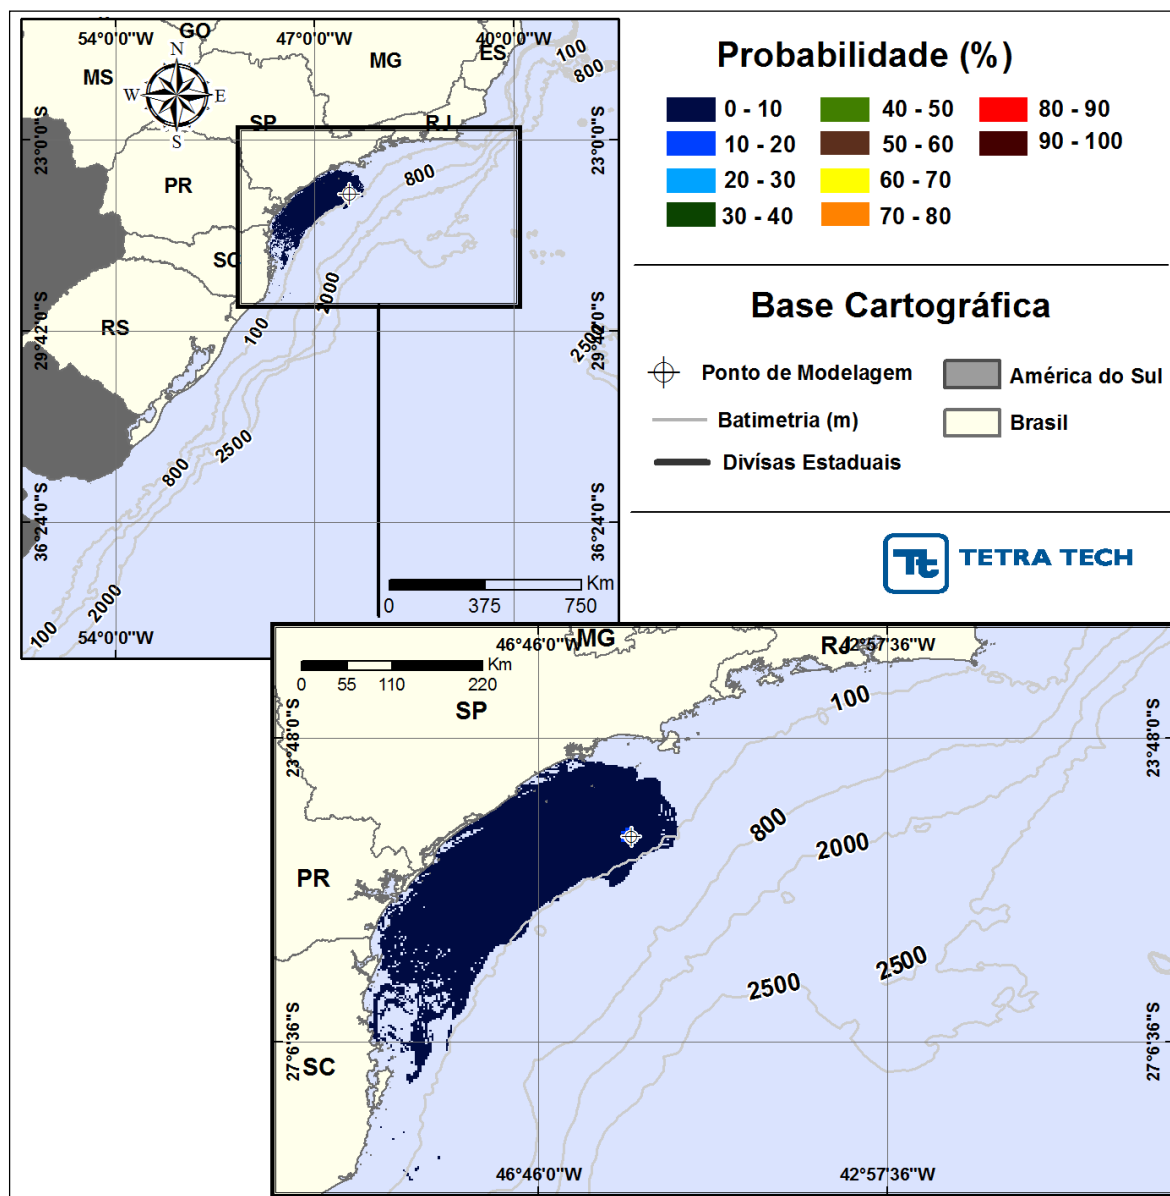 54°0'0"W
47°0'0"W
40°0'0"W
GO
N
W
E
S
MS
MG
ES
100
800
SP
RJ
23°0'0"S
23°0'0"S
PR
800
SC
2000
RS
100
29°42'0"S
29°42'0"S
2500
2500
800
36°24'0"S
36°24'0"S
2000
100
54°0'0"W
Km
0 375 750
Probabilidade (%)
0 - 10
40 - 50
80 - 90
10 - 20
50 - 60
90 - 100
20 - 30
60 - 70
30 - 40
70 - 80
Base Cartográfica
Ponto de Modelagem
América do Sul
Batimetria (m)
Brasil
Divísas Estaduais
Tt TETRA TECH
46°46'0"W
MG
RJ
42°57'36"W
Km
0 55 110 220
SP
100
23°48'0"S
23°48'0"S
800
2000
PR
2500
2500
27°6'36"S
27°6'36"S
SC
46°46'0"W
42°57'36"W